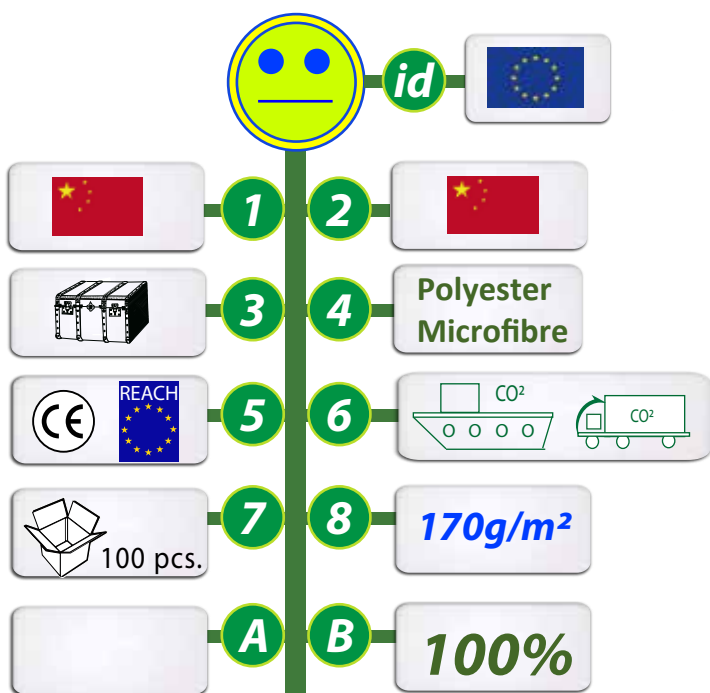 id
1
2
3
4
Polyester
Microfibre
CE
REACH
5
6
CO²
CO²
100 pcs.
7
8
170g/m²
A
B
100%